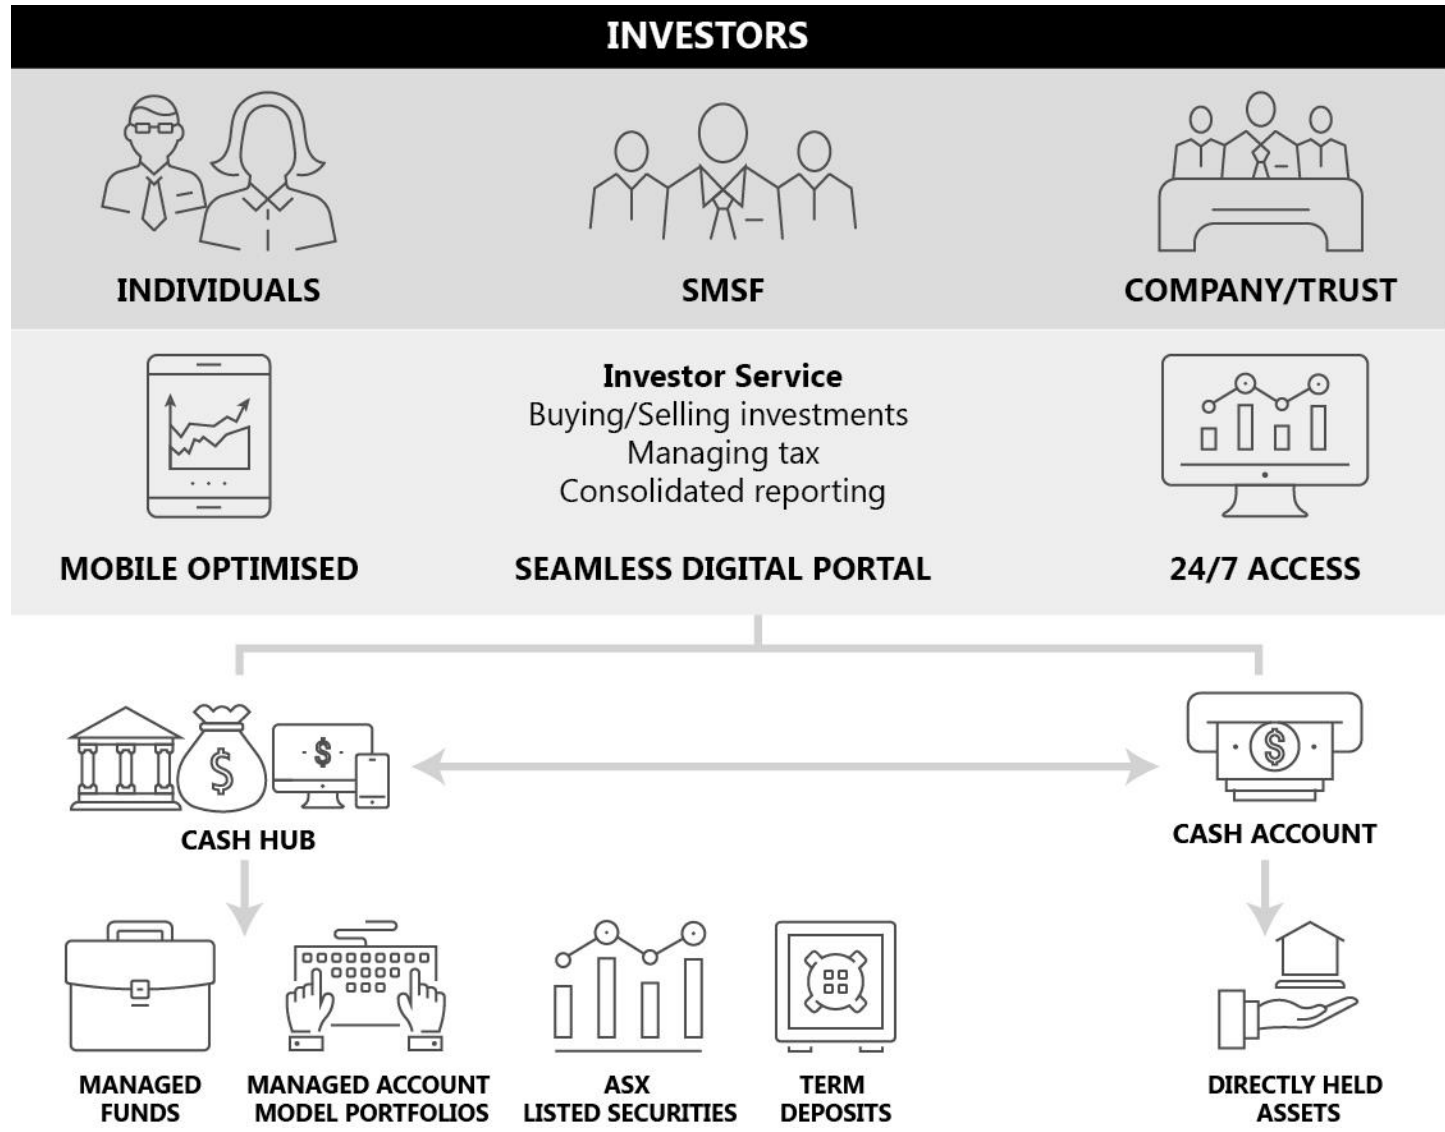 INVESTORS
INDIVIDUALS
SMSF
COMPANY/TRUST
Investor Service
Buying/Selling investments
Managing tax
Consolidated reporting
MOBILE OPTIMISED
SEAMLESS DIGITAL PORTAL
24/7 ACCESS
$
$
$
CASH HUB
CASH ACCOUNT
MANAGED
FUNDS
MANAGED ACCOUNT
MODEL PORTFOLIOS
ASX
LISTED SECURITIES
TERM
DEPOSITS
DIRECTLY HELD
ASSETS